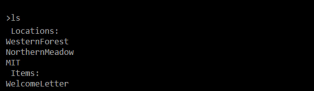 >ls
Locations:
WesternForest
NorthernMeadow
MIT
Items:
WelcomeLetter